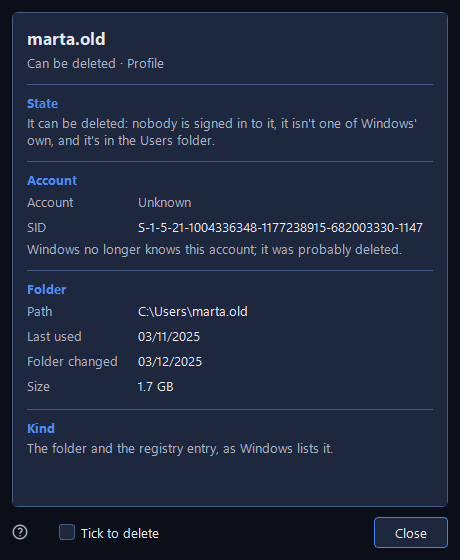 marta.old
Can be deleted · Profile
State
It can be deleted: nobody is signed in to it, it isn't one of Windows'
own, and it's in the Users folder.
Account
Account Unknown
SID S-1-5-21-1004336348-1177238915-682003330-1147
Windows no longer knows this account; it was probably deleted.
Folder
Path C:\Users\marta.old
Last used 03/11/2025
Folder changed 03/12/2025
Size 1.7 GB
Kind
The folder and the registry entry, as Windows lists it.
? Tick to delete Close